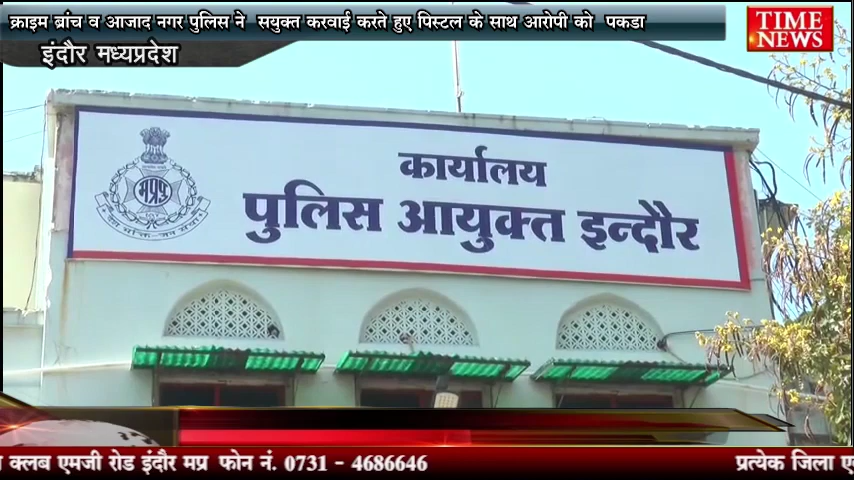 क्राइम ब्रांच व आजाद नगर पुलिस ने सयुक्त करवाई करते हुए पिस्टल के साथ आरोपी को पकडा
इंदौर मध्यप्रदेश
TIME
NEWS
कार्यालय
पुलिस आयुक्त इन्दौर
मप्रपु
क्लब एमजी रोड इंदौर मप्र फोन नं. 0731 - 4686646
प्रत्येक जिला